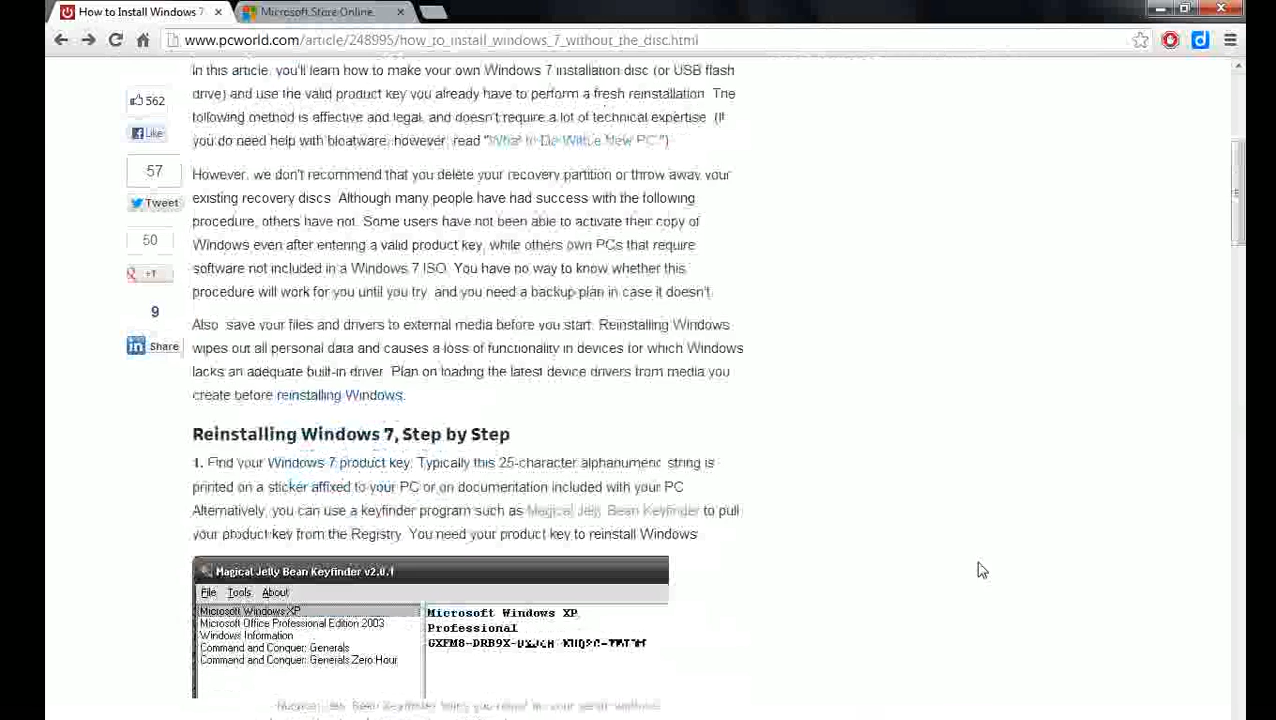 How to Install Windows 7
Microsoft Store Online
www.pcworld.com/article/248995/how_to_install_windows_7_without_the_disc.html
In this article, you'll learn how to make your own Windows 7 installation disc (or USB flash
drive) and use the valid product key you already have to perform a fresh reinstallation. The
following method is effective and legal, and doesn't require a lot of technical expertise. (If
you do need help with bloatware, however, read "What to Do With a New PC.")
562
Like
57
Tweet
50
+1
9
Share
However, we don't recommend that you delete your recovery partition or throw away your
existing recovery discs. Although many people have had success with the following
procedure, others have not. Some users have not been able to activate their copy of
Windows even after entering a valid product key, while others own PCs that require
software not included in a Windows 7 ISO. You have no way to know whether this
procedure will work for you until you try, and you need a backup plan in case it doesn't.
Also, save your files and drivers to external media before you start. Reinstalling Windows
wipes out all personal data and causes a loss of functionality in devices for which Windows
lacks an adequate built-in driver. Plan on loading the latest device drivers from media you
create before reinstalling Windows.
Reinstalling Windows 7, Step by Step
1. Find your Windows 7 product key. Typically this 25-character alphanumeric string is
printed on a sticker affixed to your PC or on documentation included with your PC.
Alternatively, you can use a keyfinder program such as Magical Jelly Bean Keyfinder to pull
your product key from the Registry. You need your product key to reinstall Windows.
Magical Jelly Bean Keyfinder v2.0.1
File Tools About
Microsoft Windows XP
Microsoft Office Professional Edition 2003
Windows Information
Command and Conquer: Generals
Command and Conquer: Generals Zero Hour
Microsoft Windows XP
Professional
Magical Jelly Bean Keyfinder